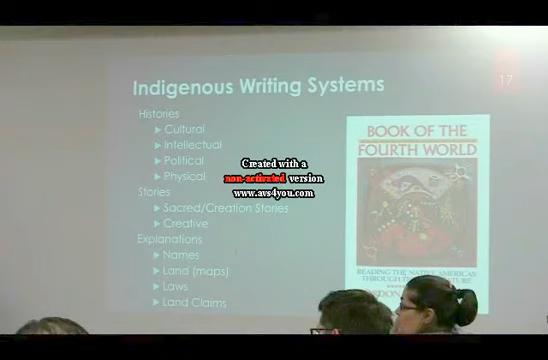 17
Indigenous Writing Systems
Histories
Cultural
Intellectual
Political
Physical
Stories
Sacred/Creation Stories
Creative
Explanations
Names
Land (maps)
Laws
Land Claims
BOOK OF THE
FOURTH WORLD
READING THE NATIVE AMERICAS
THROUGH
Created with a
non-activated version
www.avs4you.com